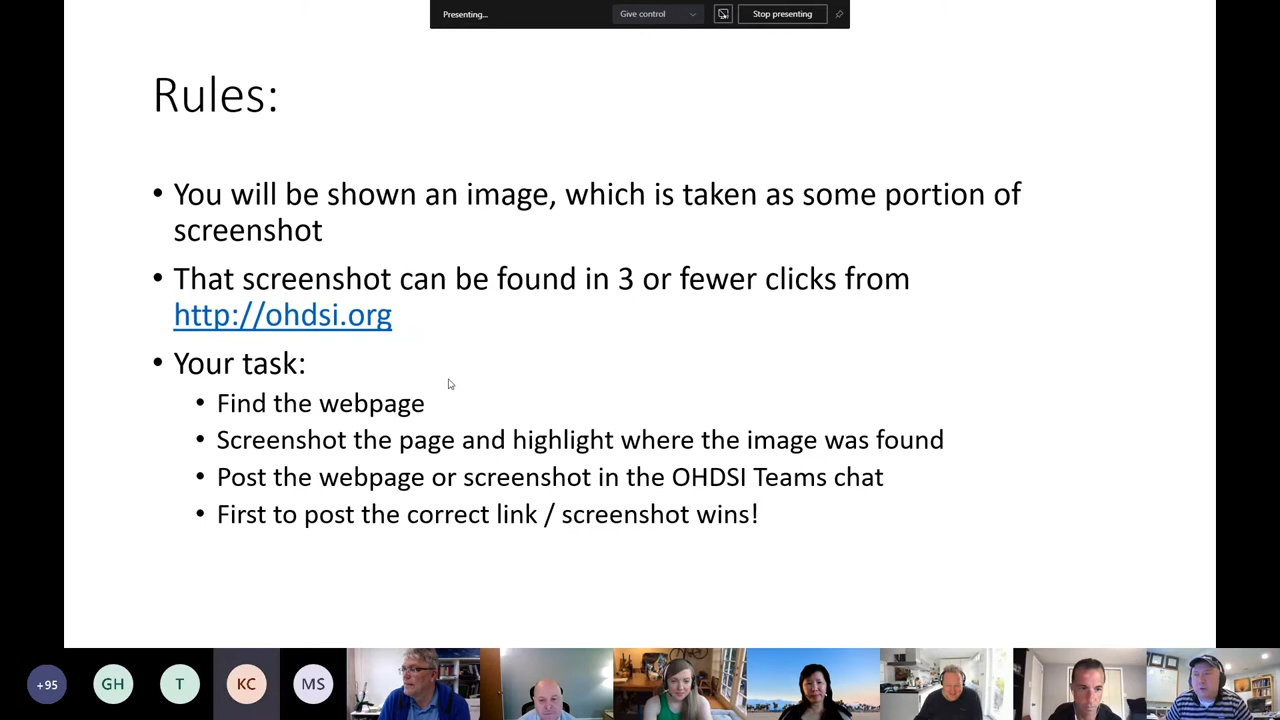 Presenting...
Give control
Stop presenting
Rules:
• You will be shown an image, which is taken as some portion of
screenshot
• That screenshot can be found in 3 or fewer clicks from
http://ohdsi.org
• Your task:
• Find the webpage
• Screenshot the page and highlight where the image was found
• Post the webpage or screenshot in the OHDSI Teams chat
• First to post the correct link / screenshot wins!
+95
GH
T
KC
MS